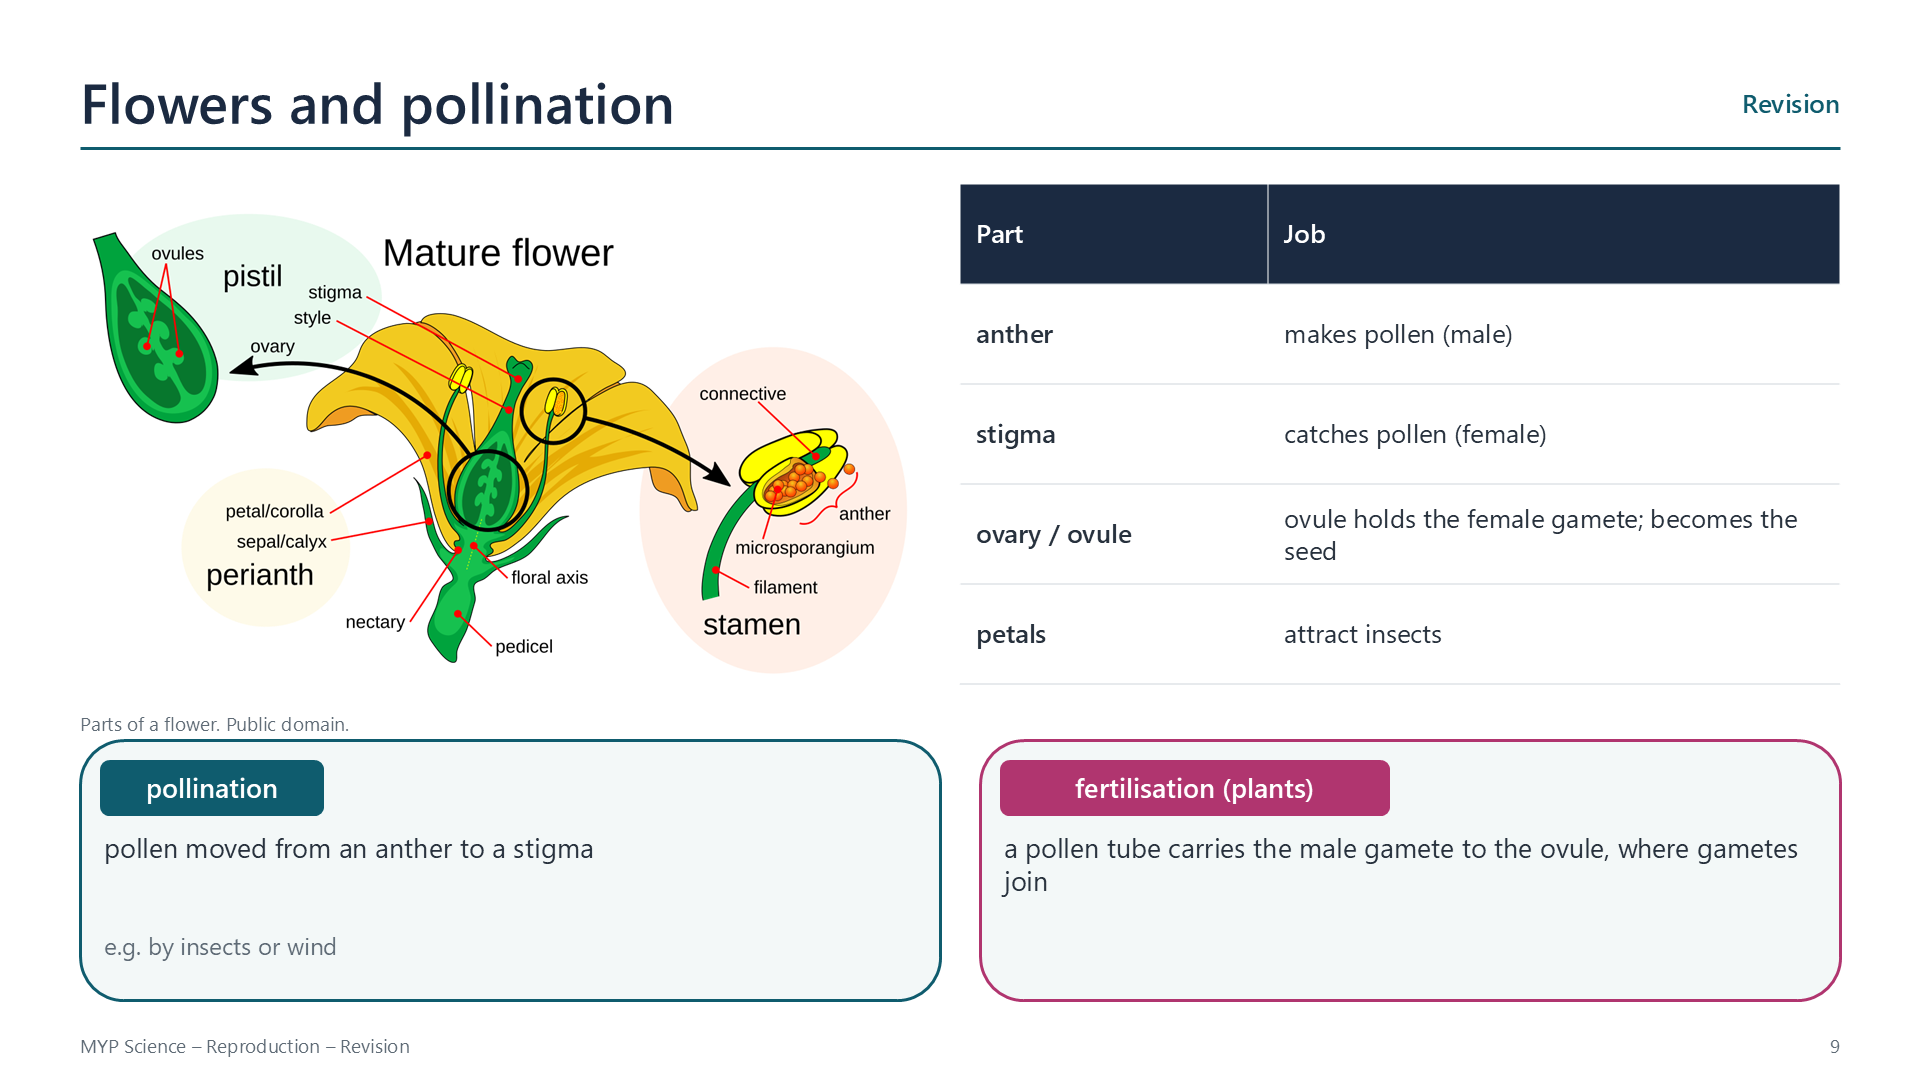 Flowers and pollination
Revision
Mature flower
ovules
pistil
stigma
style
ovary
connective
anther
microsporangium
filament
stamen
petal/corolla
sepal/calyx
perianth
floral axis
nectary
pedicel
Parts of a flower. Public domain.
Part Job
anther makes pollen (male)
stigma catches pollen (female)
ovary / ovule ovule holds the female gamete; becomes the
seed
petals attract insects
pollination
pollen moved from an anther to a stigma
e.g. by insects or wind
fertilisation (plants)
a pollen tube carries the male gamete to the ovule, where gametes
join
MYP Science – Reproduction – Revision
9